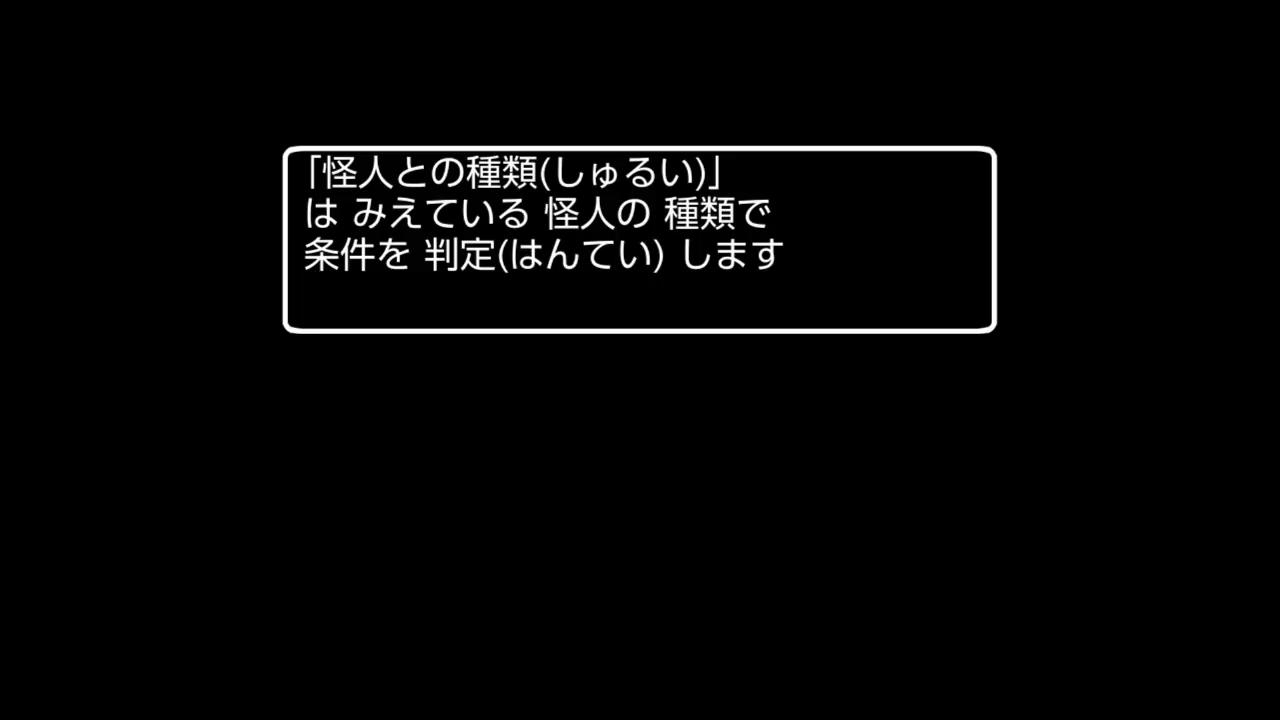 「怪人との種類(しゅるい)」
は みえている 怪人の 種類で
条件を 判定(はんてい) します